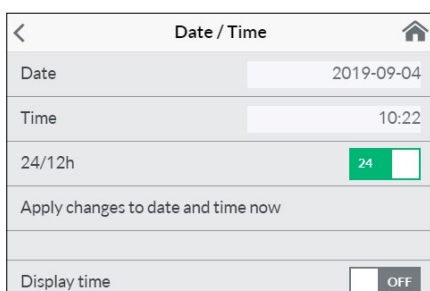 Date / Time
Date 2019-09-04
Time 10:22
24/12h 24
Apply changes to date and time now
Display time OFF